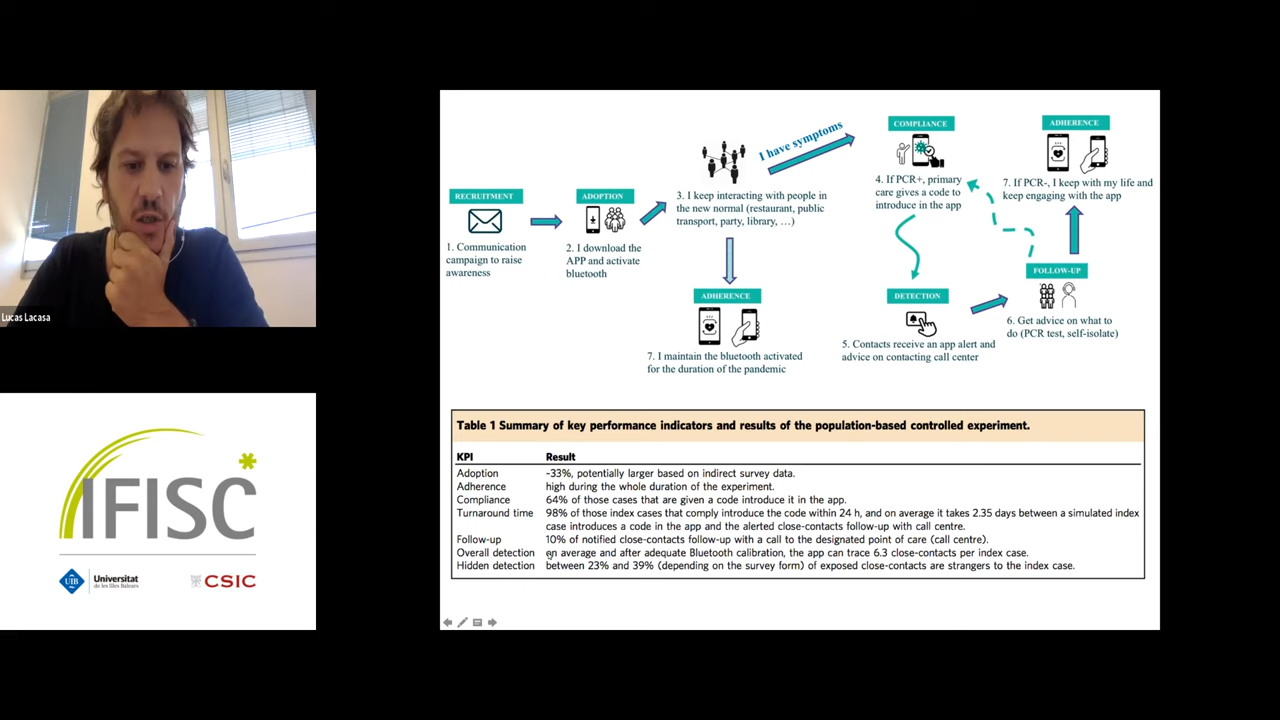 Lucas Lacasa
IFISC
UIB
Universitat
de les Illes Balears
CSIC
RECRUITMENT
1. Communication
campaign to raise
awareness
ADOPTION
2. I download the
APP and activate
bluetooth
3. I keep interacting with people in
the new normal (restaurant, public
transport, party, library, …)
I have symptoms
ADHERENCE
7. I maintain the bluetooth activated
for the duration of the pandemic
COMPLIANCE
4. If PCR+, primary
care gives a code to
introduce in the app
DETECTION
5. Contacts receive an app alert and
advice on contacting call center
FOLLOW-UP
6. Get advice on what to
do (PCR test, self-isolate)
ADHERENCE
7. If PCR-, I keep with my life and
keep engaging with the app
Table 1 Summary of key performance indicators and results of the population-based controlled experiment.
KPI Result
Adoption ~33%, potentially larger based on indirect survey data.
Adherence high during the whole duration of the experiment.
Compliance 64% of those cases that are given a code introduce it in the app.
Turnaround time 98% of those index cases that comply introduce the code within 24 h, and on average it takes 2.35 days between a simulated index
case introduces a code in the app and the alerted close-contacts follow-up with call centre.
Follow-up 10% of notified close-contacts follow-up with a call to the designated point of care (call centre).
Overall detection on average and after adequate Bluetooth calibration, the app can trace 6.3 close-contacts per index case.
Hidden detection between 23% and 39% (depending on the survey form) of exposed close-contacts are strangers to the index case.